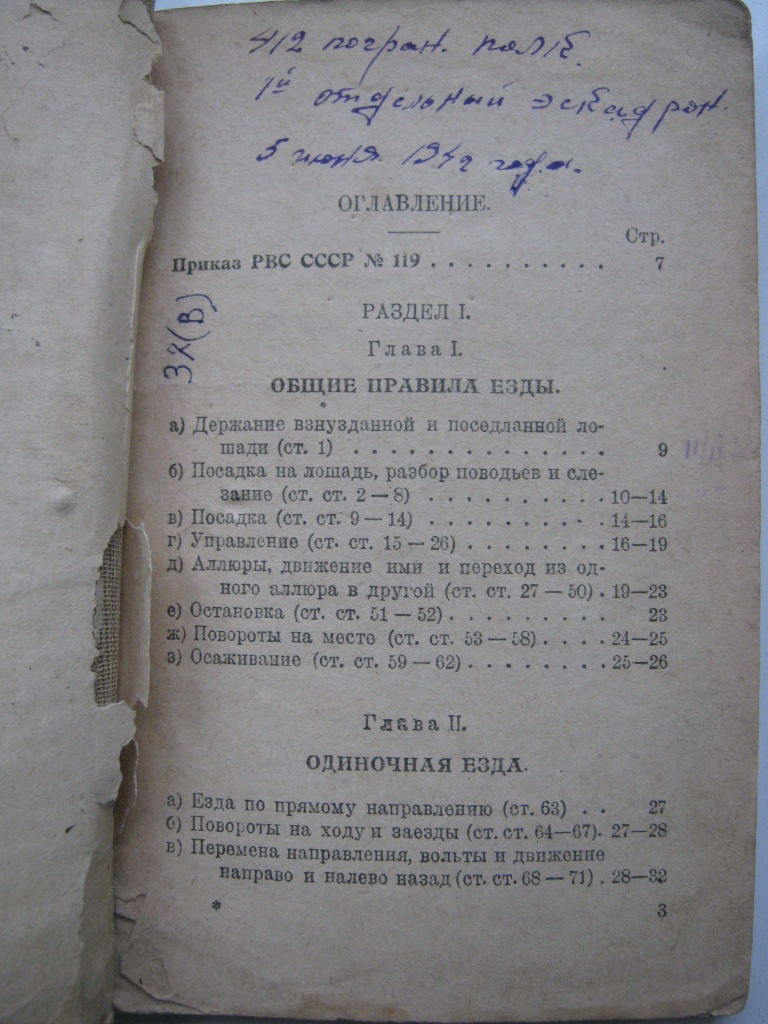 412 погран. полк.
1й отдельный эскадрон.
5 июня 1942 года.
ОГЛАВЛЕНИЕ.
Стр.
Приказ РВС СССР № 119 . . . . . . . . . . 7
37(В)
РАЗДЕЛ I.
Глава I.
ОБЩИЕ ПРАВИЛА ЕЗДЫ.
а) Держание взнузданной и поседланной ло-
шади (ст. 1) . . . . . . . . . . . . . . 9
б) Посадка на лошадь, разбор поводьев и сле-
зание (ст. ст. 2 — 8) . . . . . . . . . . 10—14
в) Посадка (ст. ст. 9 — 14) . . . . . . . . . . 14—16
г) Управление (ст. ст. 15 — 26) . . . . . . . . 16—19
д) Аллюры, движение ими и переход из од-
ного аллюра в другой (ст. ст. 27 — 50) . 19—23
е) Остановка (ст. ст. 51 — 52) . . . . . . . . . 23
ж) Повороты на месте (ст. ст. 53 — 58) . . . . 24—25
з) Осаживание (ст. ст. 59 — 62) . . . . . . . . 25—26
Глава II.
ОДИНОЧНАЯ ЕЗДА.
а) Езда по прямому направлению (ст. 63) . . 27
б) Повороты на ходу и заезды (ст. ст. 64—67). 27—28
в) Перемена направления, вольты и движение
направо и налево назад (ст. ст. 68 — 71) . 28—32
* 3